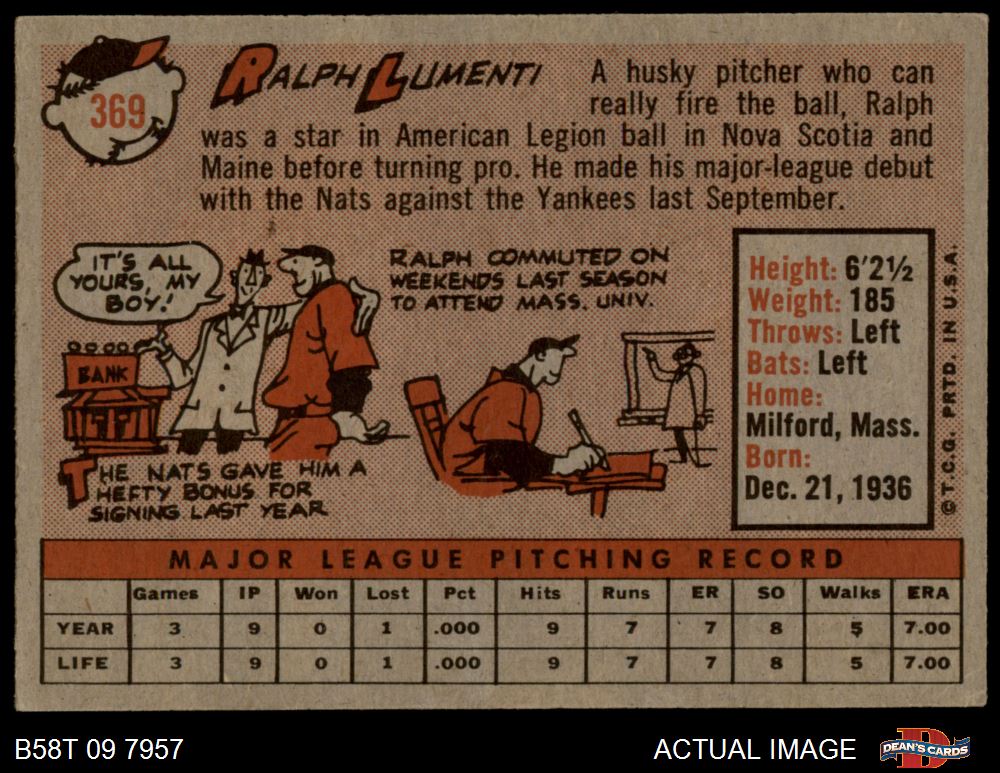 369
RALPH LUMENTI
A husky pitcher who can
really fire the ball, Ralph
was a star in American Legion ball in Nova Scotia and
Maine before turning pro. He made his major-league debut
with the Nats against the Yankees last September.
IT'S ALL
YOURS, MY
BOY!
BANK
THE NATS GAVE HIM A
HEFTY BONUS FOR
SIGNING LAST YEAR
RALPH COMMUTED ON
WEEKENDS LAST SEASON
TO ATTEND MASS. UNIV.
Height: 6'2½
Weight: 185
Throws: Left
Bats: Left
Home:
Milford, Mass.
Born:
Dec. 21, 1936
© T.C.G. PRTD. IN U.S.A.
MAJOR LEAGUE PITCHING RECORD
Games IP Won Lost Pct Hits Runs ER SO Walks ERA
YEAR 3 9 0 1 .000 9 7 7 8 5 7.00
LIFE 3 9 0 1 .000 9 7 7 8 5 7.00
B58T 09 7957
ACTUAL IMAGE
DEAN'S CARDS